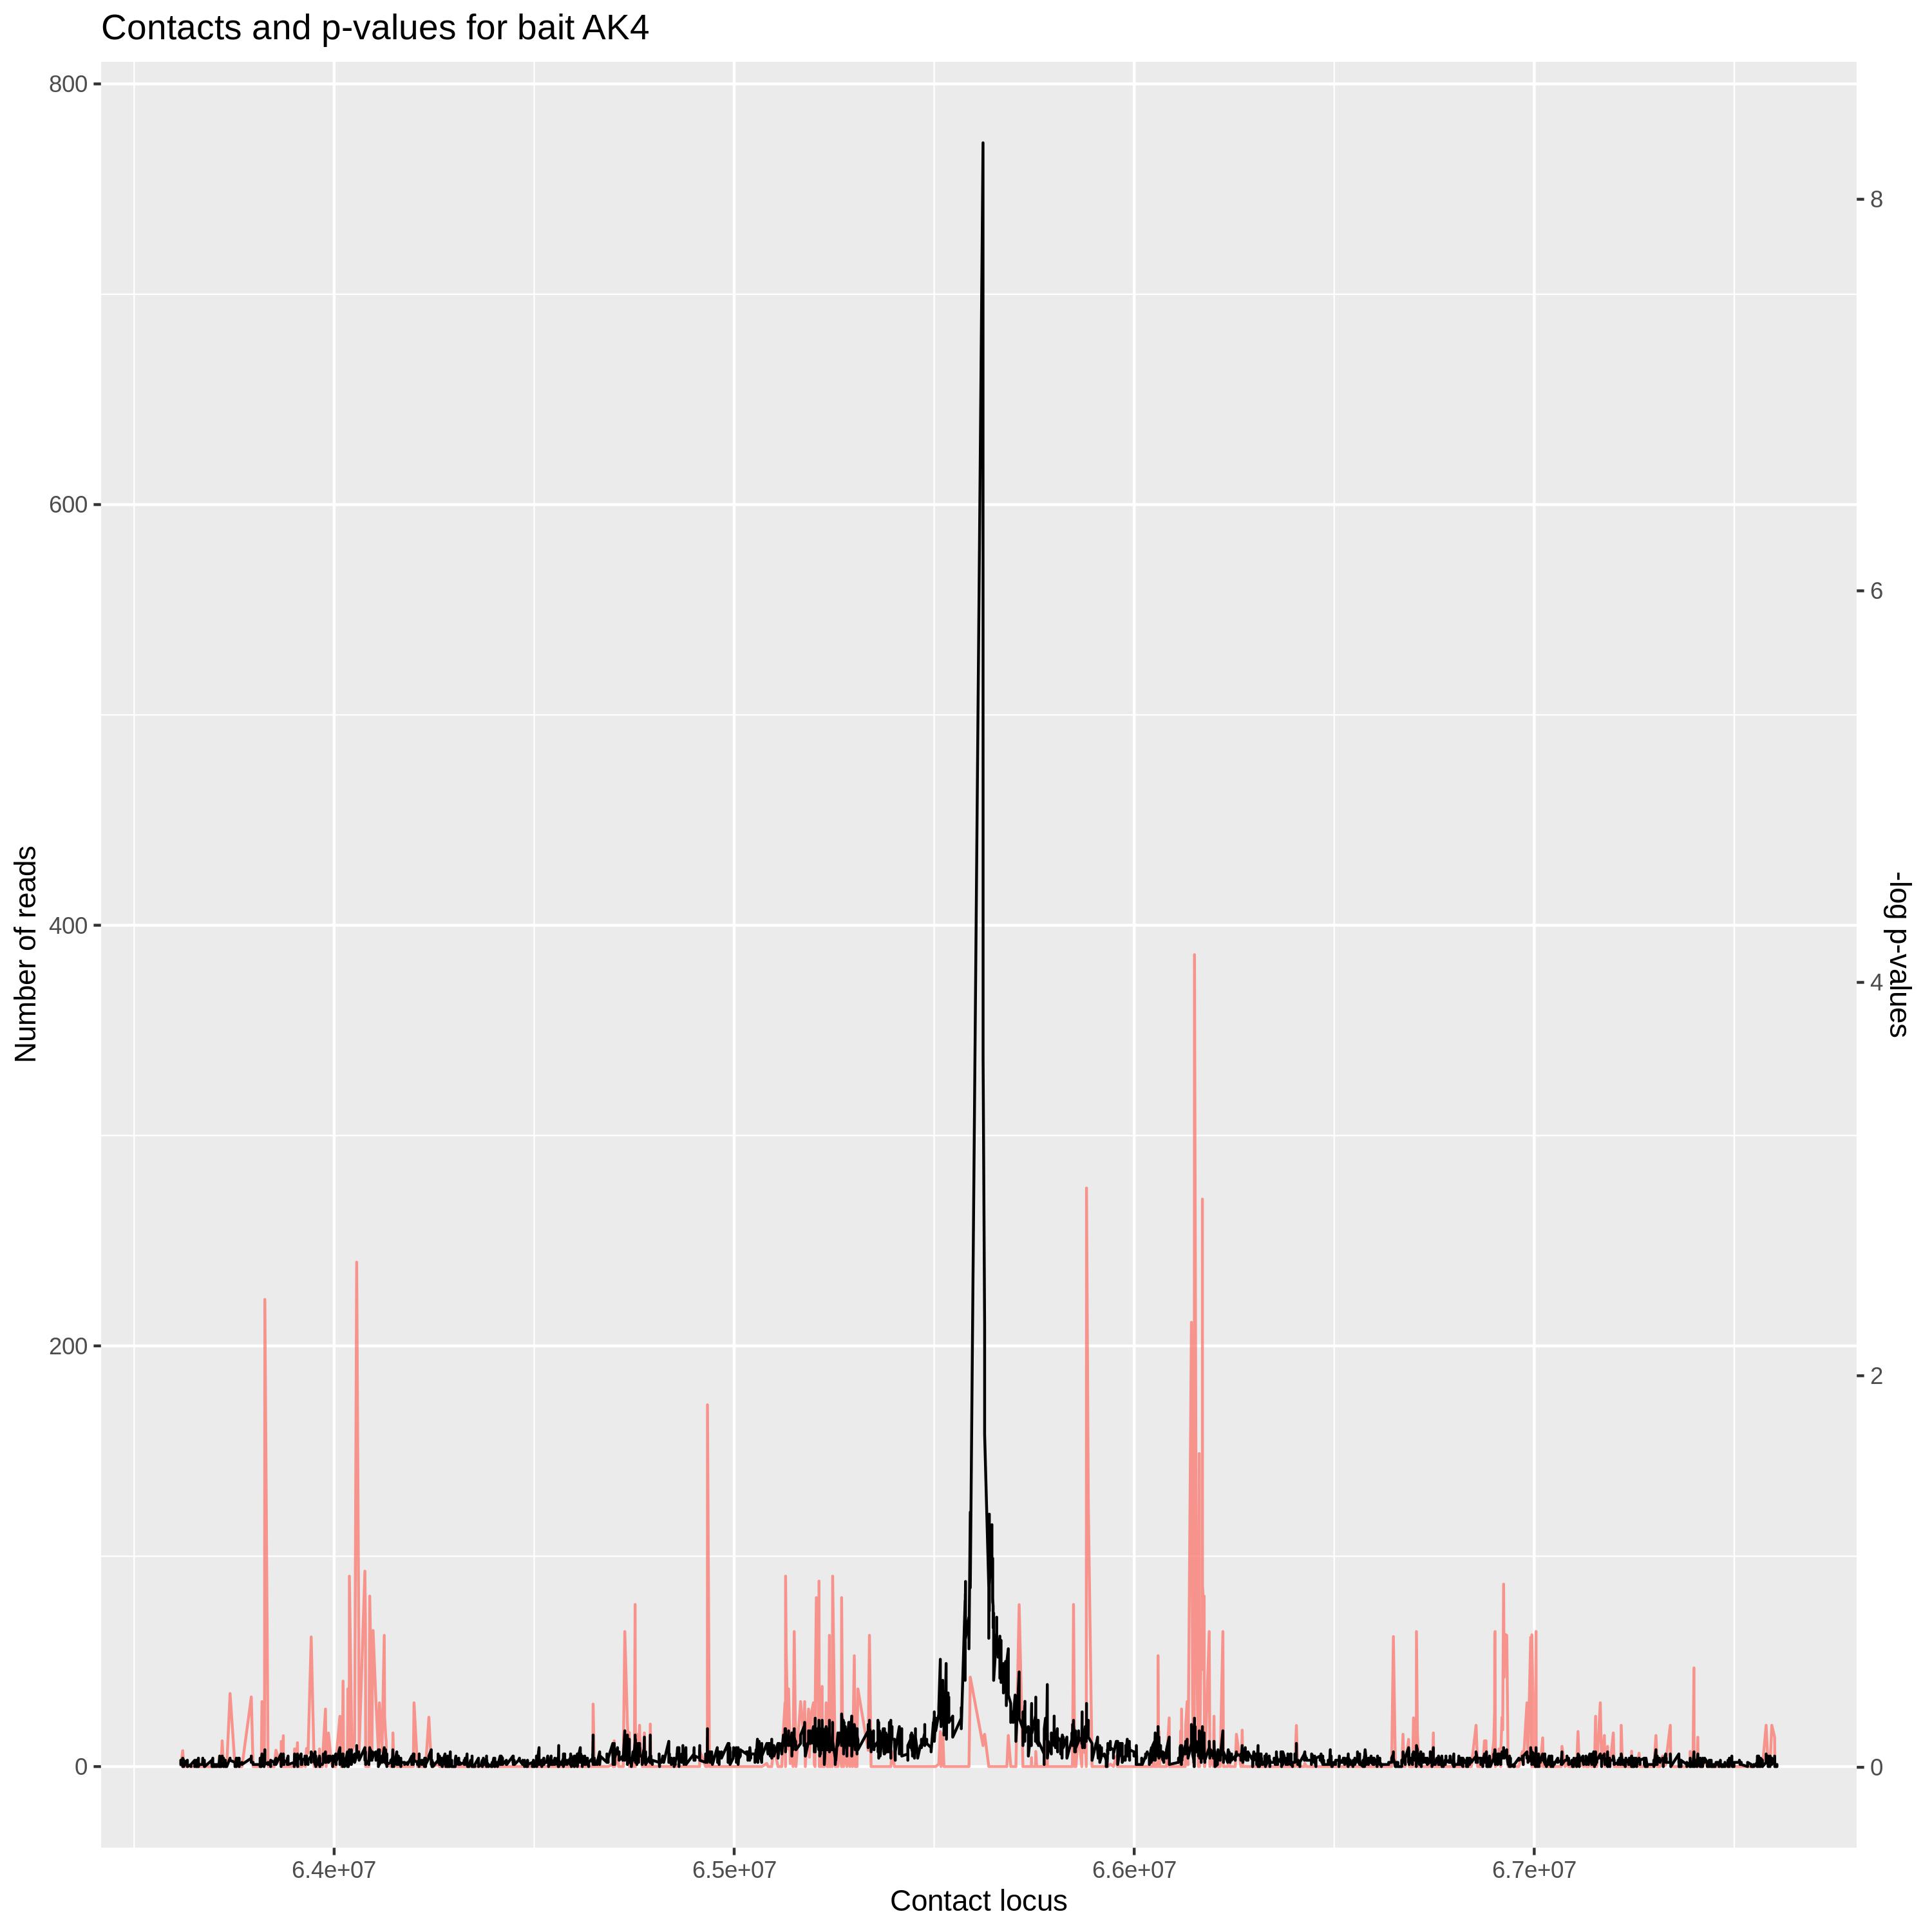 Contacts and p-values for bait AK4
800
600
400
200
0
8
6
4
2
0
Number of reads
-log p-values
6.4e+07 6.5e+07 6.6e+07 6.7e+07
Contact locus